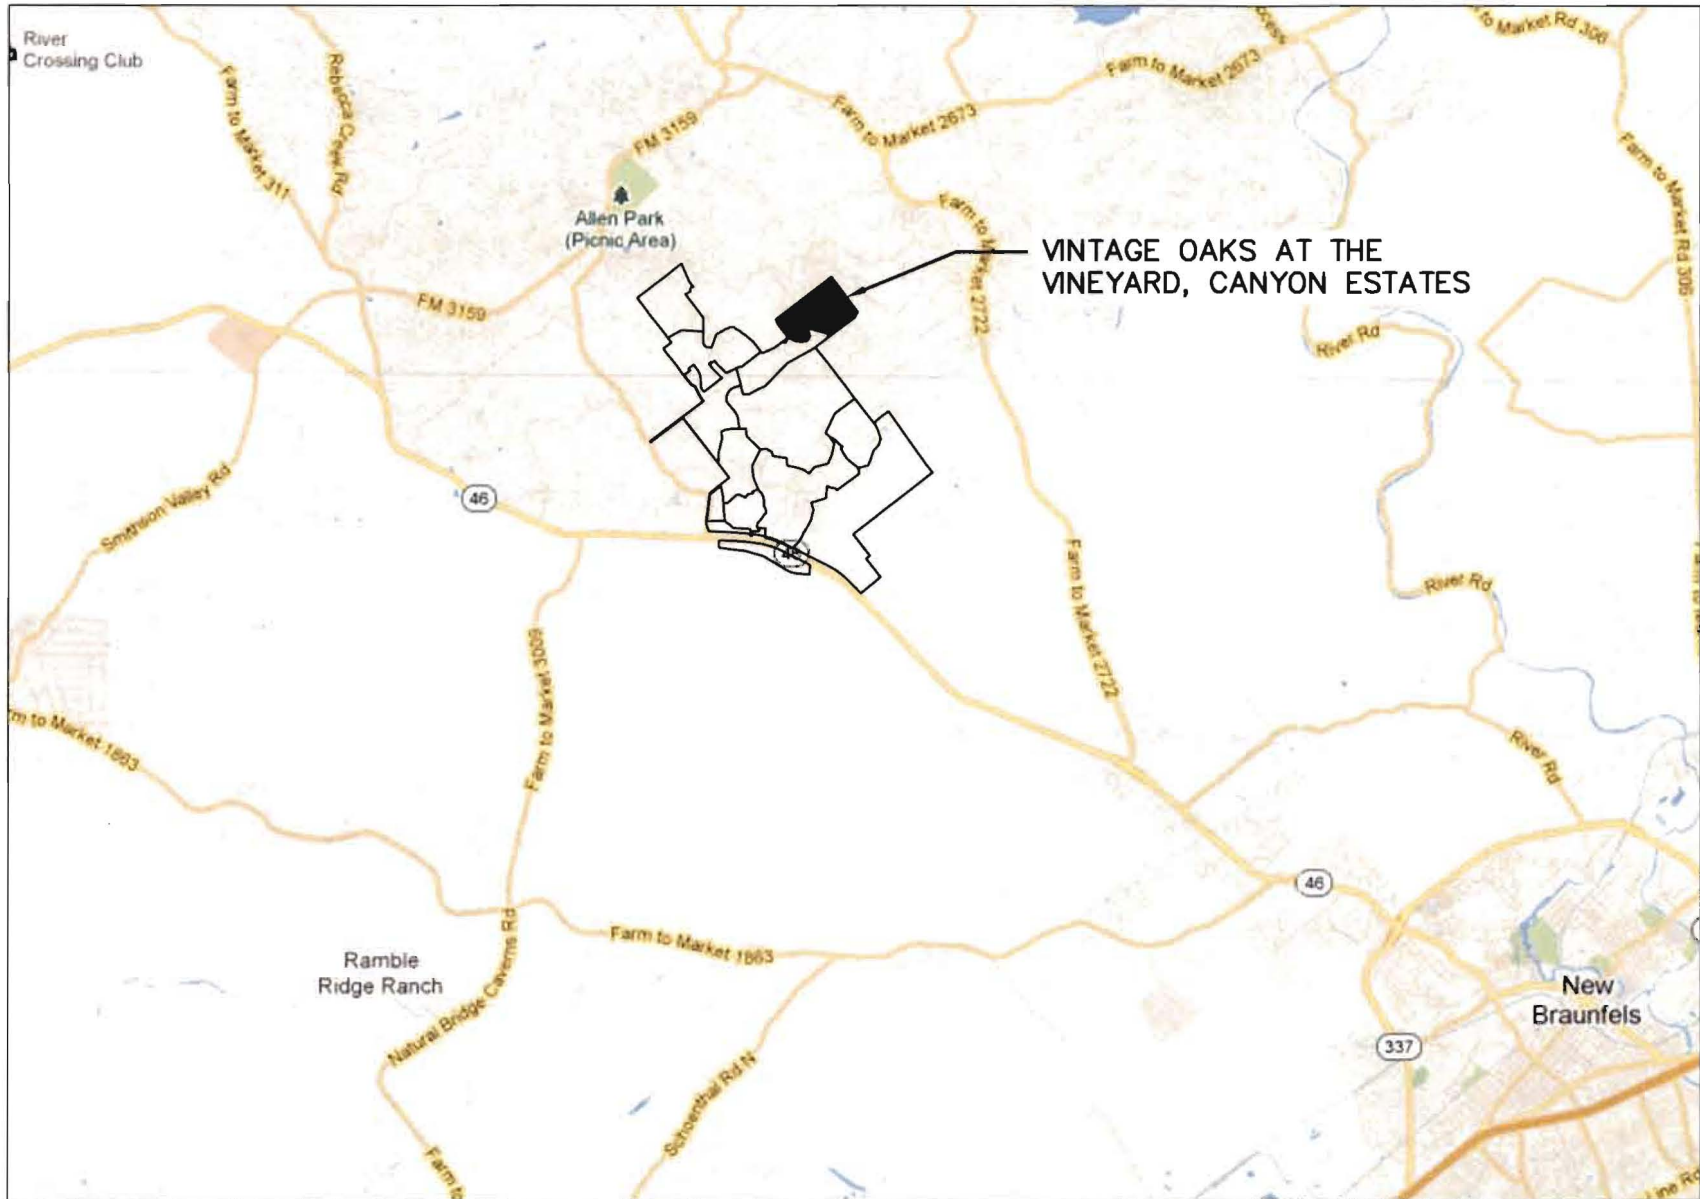 River
Crossing Club
Farm to Market 311
Rebecca Creek Rd
FM 3159
Allen Park
(Picnic Area)
Farm to Market 2673
Farm to Market 2673
to Market Rd 306
Farm to Market Rd 306
Farm to Market 2722
VINTAGE OAKS AT THE
VINEYARD, CANYON ESTATES
FM 3159
River Rd
Smithson Valley Rd
46
46
River Rd
Farm to Market 2722
Farm to Market 3009
rm to Market 1863
River Rd
46
Farm to Market 1863
Ramble
Ridge Ranch
Natural Bridge Caverns Rd
New
Braunfels
337
Schoenthal Rd N
Farm to